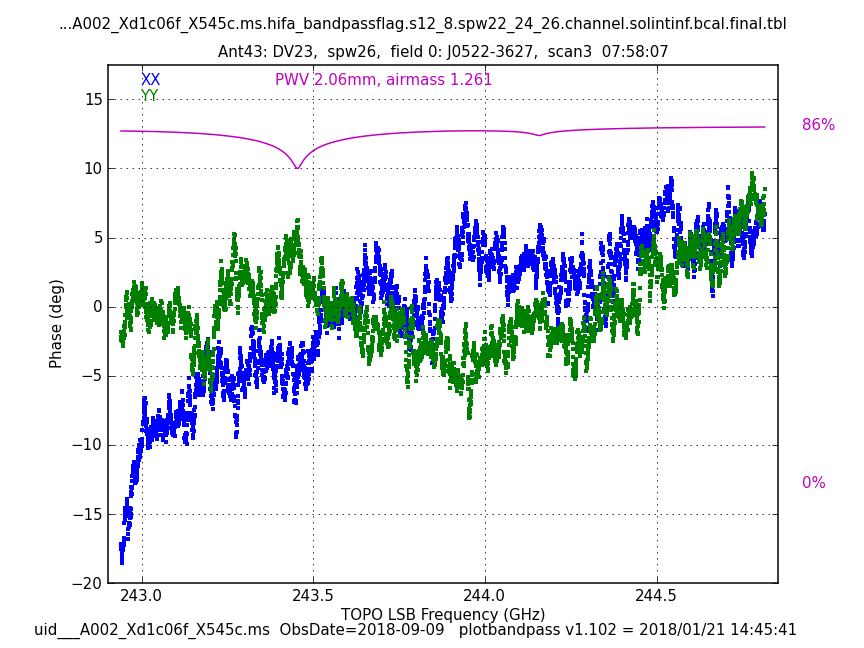 ...A002_Xd1c06f_X545c.ms.hifa_bandpassflag.s12_8.spw22_24_26.channel.solintinf.bcal.final.tbl
Ant43: DV23,  spw26,  field 0: J0522-3627,  scan3  07:58:07
XX
PWV 2.06mm, airmass 1.261
YY
15
86%
10
5
0
Phase (deg)
−5
−10
0%
−15
−20
243.0
243.5
244.0
244.5
TOPO LSB Frequency (GHz)
uid___A002_Xd1c06f_X545c.ms  ObsDate=2018-09-09   plotbandpass v1.102 = 2018/01/21 14:45:41